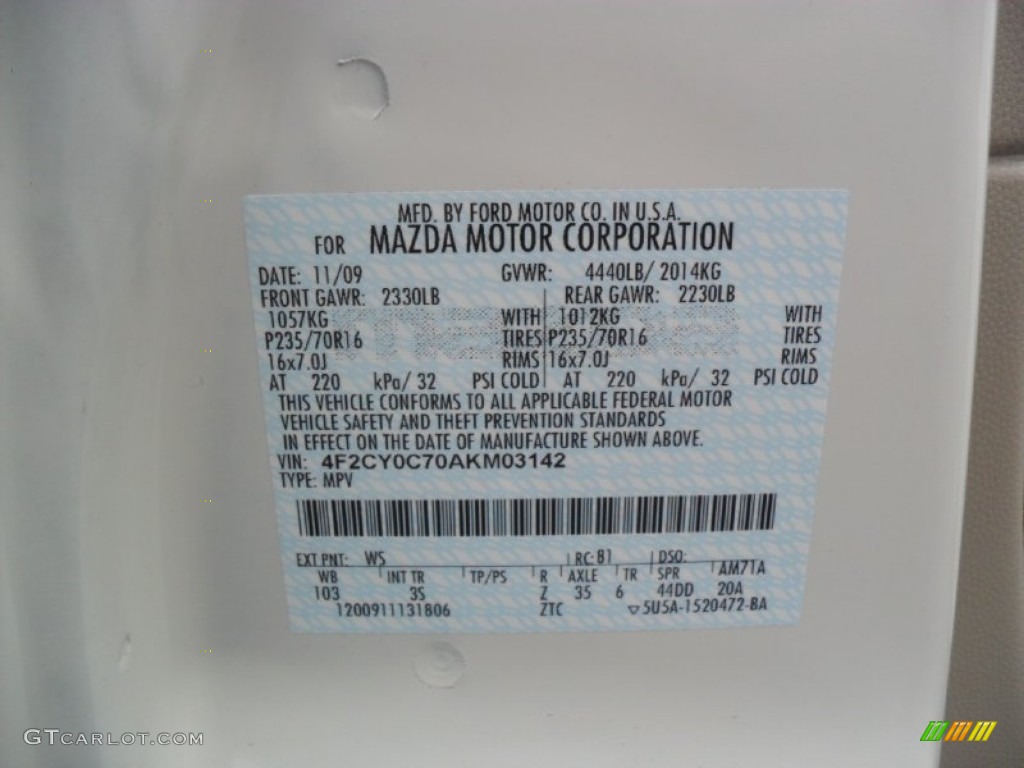 MFD. BY FORD MOTOR CO. IN U.S.A.
FOR MAZDA MOTOR CORPORATION
DATE: 11/09 GVWR: 4440LB/ 2014KG
FRONT GAWR: 2330LB REAR GAWR: 2230LB
1057KG WITH 1012KG WITH
P235/70R16 TIRES P235/70R16 TIRES
16x7.0J RIMS 16x7.0J RIMS
AT 220 kPa/ 32 PSI COLD AT 220 kPa/ 32 PSI COLD
THIS VEHICLE CONFORMS TO ALL APPLICABLE FEDERAL MOTOR
VEHICLE SAFETY AND THEFT PREVENTION STANDARDS
IN EFFECT ON THE DATE OF MANUFACTURE SHOWN ABOVE.
VIN: 4F2CY0C70AKM03142
TYPE: MPV
EXT PNT: WS RC: 81 DSO:
WB INT TR TP/PS R AXLE TR SPR AM71A
103 3S Z 35 6 44DD 20A
1200911131806 ZTC ▽5U5A-1520472-BA
GTCARLOT.COM